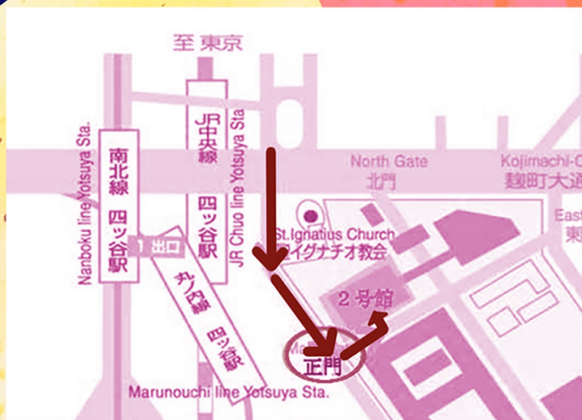 至 東京
Nanboku line Yotsuya Sta.
南北線 四ッ谷駅
JR中央線 四ッ谷駅
JR Chuo line Yotsuya Sta
1 出口
丸ノ内線 四ッ谷駅
Marunouchi line Yotsuya Sta.
North Gate
北門
Kojimachi-O
麹町大通
St.Ignatius Church
イグナチオ教会
East
東
2号館
正門